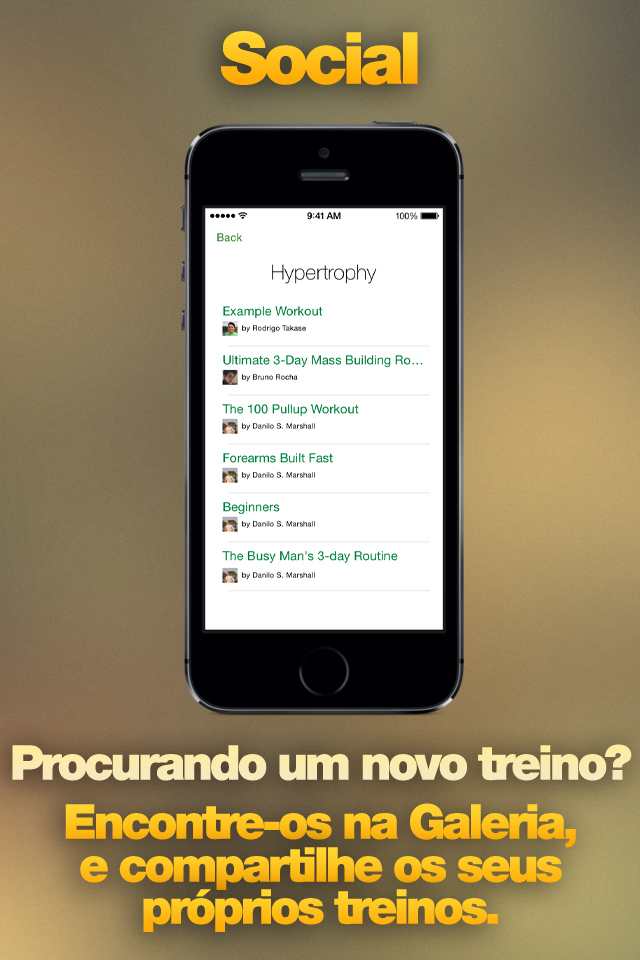 Social
9:41 AM
100%
Back
Hypertrophy
Example Workout
by Rodrigo Takase
Ultimate 3-Day Mass Building Ro...
by Bruno Rocha
The 100 Pullup Workout
by Danilo S. Marshall
Forearms Built Fast
by Danilo S. Marshall
Beginners
by Danilo S. Marshall
The Busy Man's 3-day Routine
by Danilo S. Marshall
Procurando um novo treino?
Encontre-os na Galeria,
e compartilhe os seus
próprios treinos.